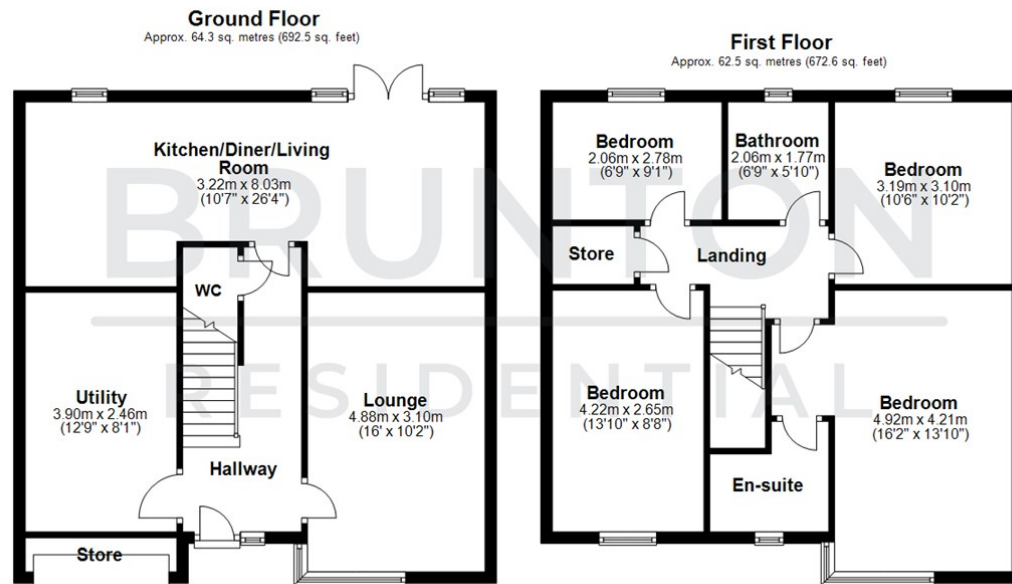 Ground Floor
Approx. 64.3 sq. metres (692.5 sq. feet)
Kitchen/Diner/Living
Room
3.22m x 8.03m
(10'7" x 26'4")
WC
Utility
3.90m x 2.46m
(12'9" x 8'1")
Lounge
4.88m x 3.10m
(16' x 10'2")
Hallway
Store
First Floor
Approx. 62.5 sq. metres (672.6 sq. feet)
Bedroom
2.06m x 2.78m
(6'9" x 9'1")
Bathroom
2.06m x 1.77m
(6'9" x 5'10")
Bedroom
3.19m x 3.10m
(10'6" x 10'2")
Store
Landing
Bedroom
4.22m x 2.65m
(13'10" x 8'8")
Bedroom
4.92m x 4.21m
(16'2" x 13'10")
En-suite
BRUNTON
RESIDENTIAL